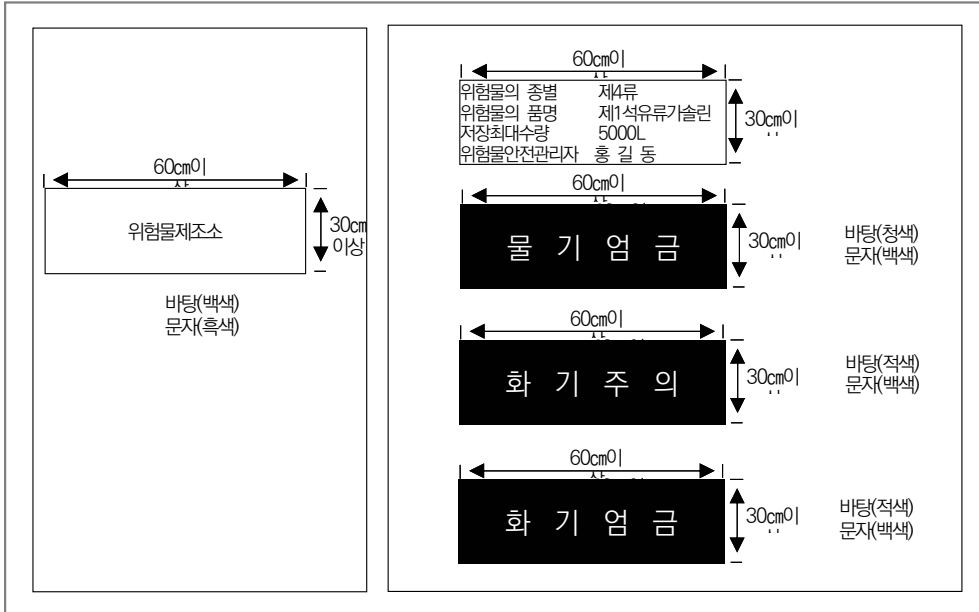 60cm이
위험물제조소
30cm
이상
바탕(백색)
문자(흑색)
60cm이
위험물의 종별 제4류
위험물의 품명 제1석유류가솔린
저장최대수량 5000L
위험물안전관리자 홍 길 동
30cm이
60cm이
물 기 엄 금
30cm이
바탕(청색)
문자(백색)
60cm이
화 기 주 의
30cm이
바탕(적색)
문자(백색)
60cm이
화 기 엄 금
30cm이
바탕(적색)
문자(백색)